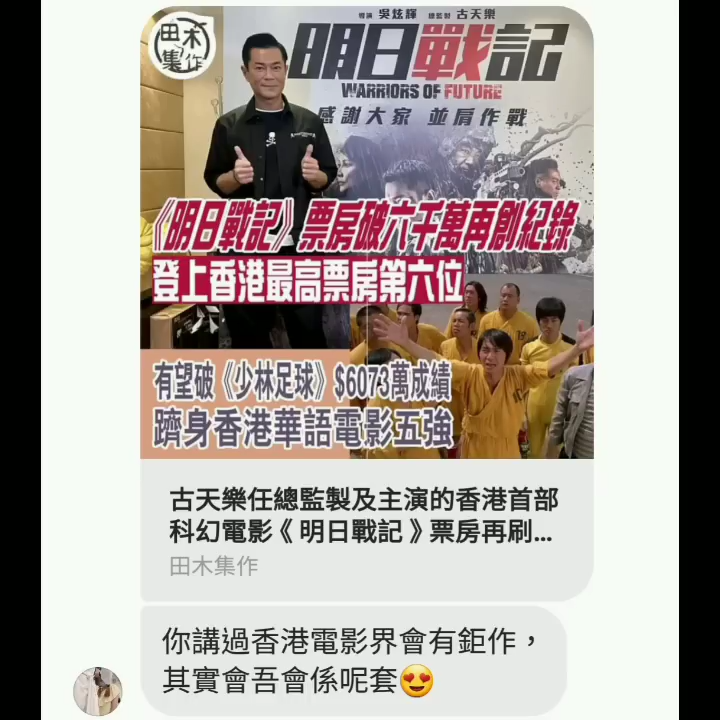 田木
集作
導演 吳炫輝 總監製 古天樂
明日戰記
WARRIORS OF FUTURE
感謝大家 並肩作戰
《明日戰記》票房破六千萬再創紀錄
登上香港最高票房第六位
有望破《少林足球》$6073萬成績
躋身香港華語電影五強
古天樂任總監製及主演的香港首部
科幻電影《明日戰記》票房再刷...
田木集作
你講過香港電影界會有鉅作，
其實會吾會係呢套😍